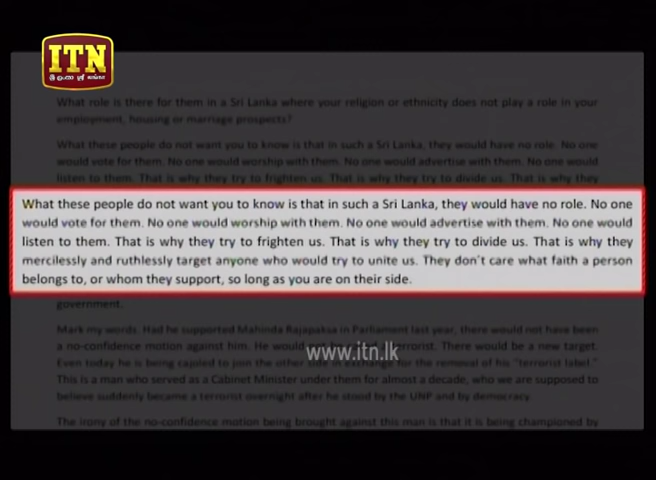 ITN
What role is there for them in a Sri Lanka where your religion or ethnicity does not play a role in your
employment, housing or marriage prospects?
What these people do not want you to know is that in such a Sri Lanka, they would have no role. No one
would vote for them. No one would worship with them. No one would advertise with them. No one would
listen to them. That is why they try to frighten us. That is why they try to divide us. That is why they
What these people do not want you to know is that in such a Sri Lanka, they would have no role. No one
would vote for them. No one would worship with them. No one would advertise with them. No one would
listen to them. That is why they try to frighten us. That is why they try to divide us. That is why they
mercilessly and ruthlessly target anyone who would try to unite us. They don't care what faith a person
belongs to, or whom they support, so long as you are on their side.
government.
Mark my words. Had he supported Mahinda Rajapaksa in Parliament last year, there would not have been
a no-confidence motion against him. He would not be a terrorist. There would be a new target.
www.itn.lk
Even today he is being cajoled to join the other side in exchange for the removal of his "terrorist label."
This is a man who served as a Cabinet Minister under them for almost a decade, who we are supposed to
believe suddenly became a terrorist overnight after he stood by the UNP and by democracy.
The irony of the no-confidence motion being brought against this man is that it is being championed by